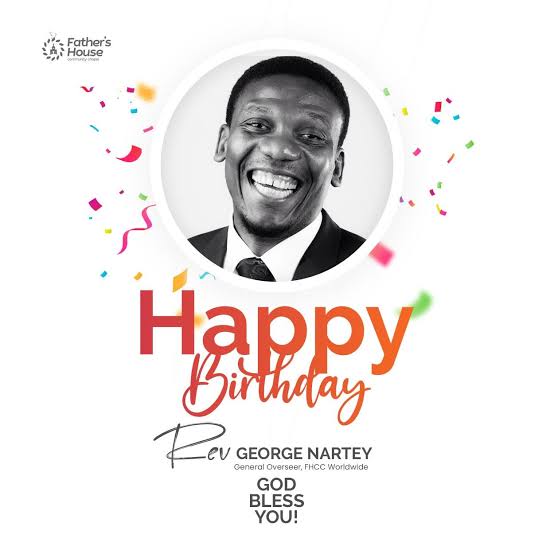 Father's
House
community chapel
Happy
Birthday
Rev GEORGE NARTEY
General Overseer, FHCC Worldwide
GOD
BLESS
YOU!